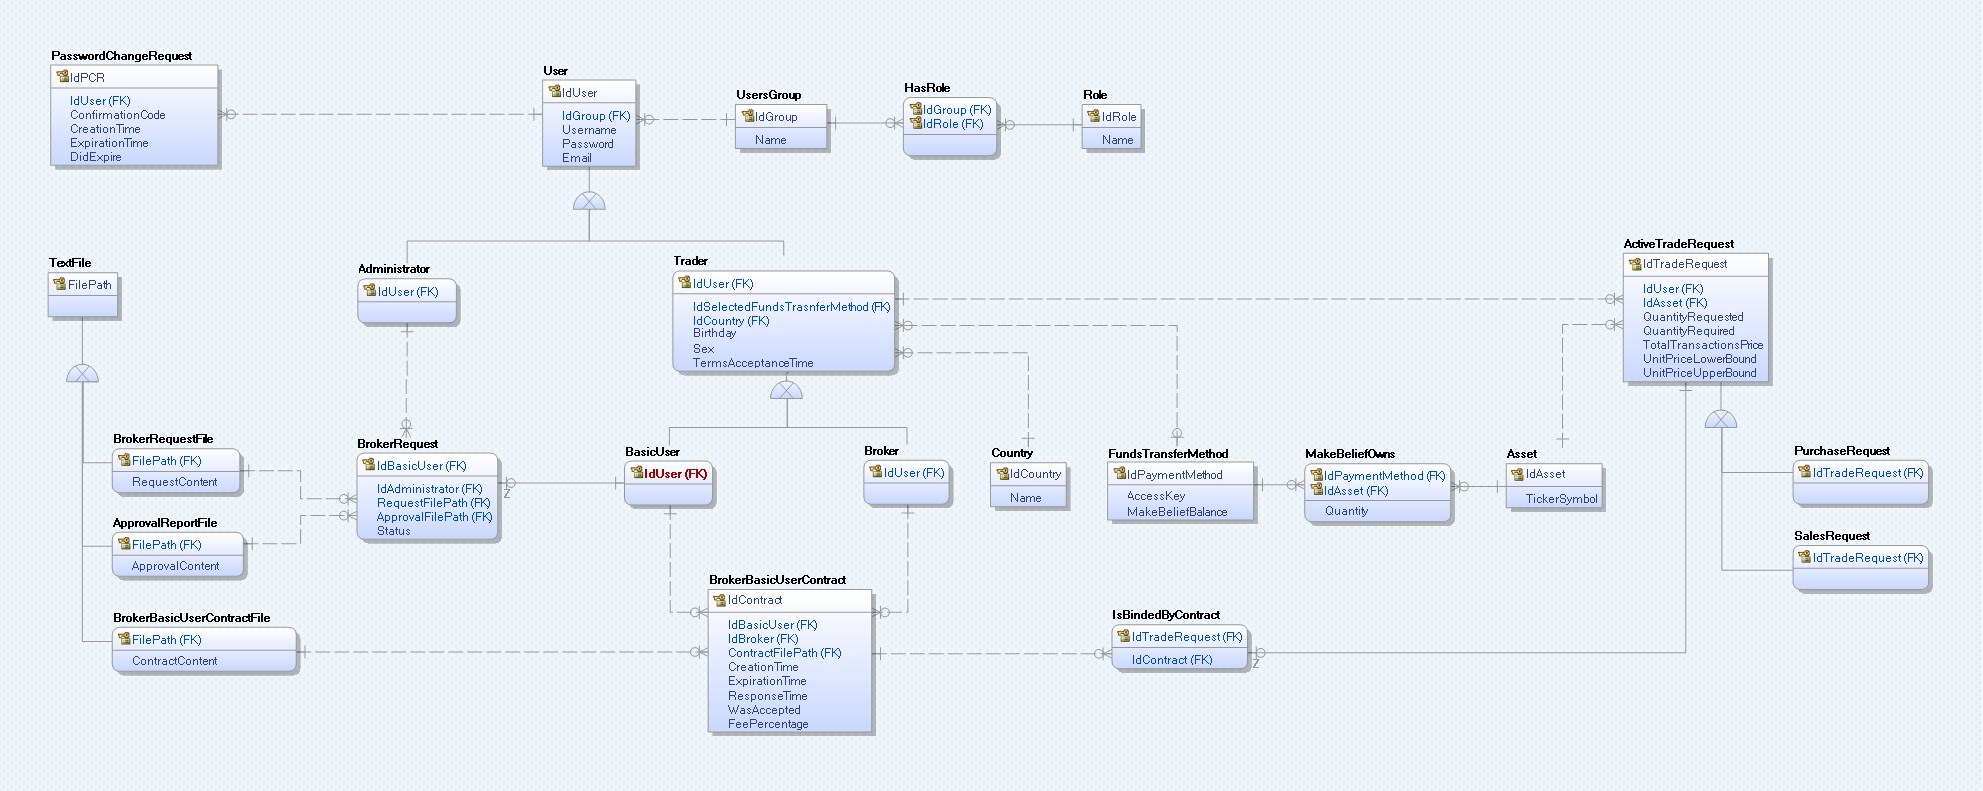 PasswordChangeRequest
IdPCR
IdUser (FK)
ConfirmationCode
CreationTime
ExpirationTime
DidExpire
User
IdUser
IdGroup (FK)
Username
Password
Email
UsersGroup
IdGroup
Name
HasRole
IdGroup (FK)
IdRole (FK)
Role
IdRole
Name
TextFile
FilePath
Administrator
IdUser (FK)
Trader
IdUser (FK)
IdSelectedFundsTrasnferMethod (FK)
IdCountry (FK)
Birthday
Sex
TermsAcceptanceTime
ActiveTradeRequest
IdTradeRequest
IdUser (FK)
IdAsset (FK)
QuantityRequested
QuantityRequired
TotalTransactionsPrice
UnitPriceLowerBound
UnitPriceUpperBound
BrokerRequestFile
FilePath (FK)
RequestContent
BrokerRequest
IdBasicUser (FK)
IdAdministrator (FK)
RequestFilePath (FK)
ApprovalFilePath (FK)
Status
Z
BasicUser
IdUser (FK)
Broker
IdUser (FK)
Country
IdCountry
Name
FundsTransferMethod
IdPaymentMethod
AccessKey
MakeBeliefBalance
MakeBeliefOwns
IdPaymentMethod (FK)
IdAsset (FK)
Quantity
Asset
IdAsset
TickerSymbol
PurchaseRequest
IdTradeRequest (FK)
ApprovalReportFile
FilePath (FK)
ApprovalContent
SalesRequest
IdTradeRequest (FK)
BrokerBasicUserContractFile
FilePath (FK)
ContractContent
BrokerBasicUserContract
IdContract
IdBasicUser (FK)
IdBroker (FK)
ContractFilePath (FK)
CreationTime
ExpirationTime
ResponseTime
WasAccepted
FeePercentage
IsBindedByContract
IdTradeRequest (FK)
IdContract (FK)
Z